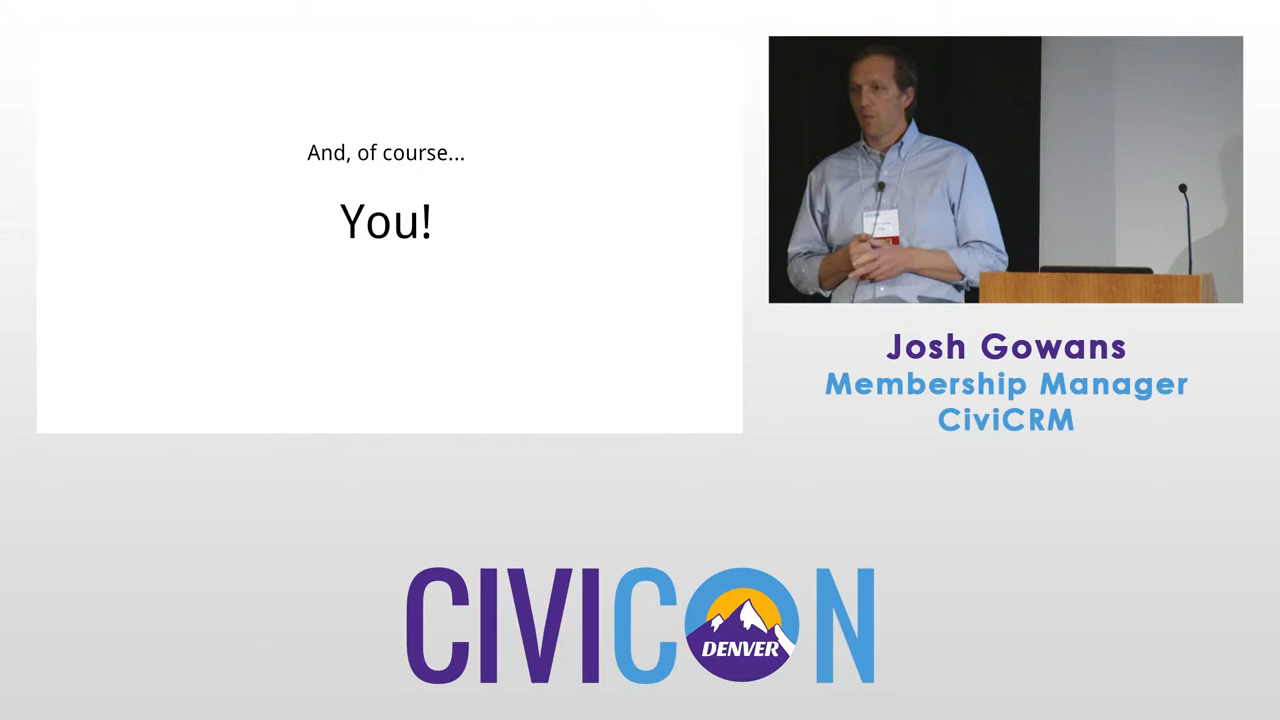 And, of course...
You!
Josh Gowans
Membership Manager
CiviCRM
CIVICON
DENVER